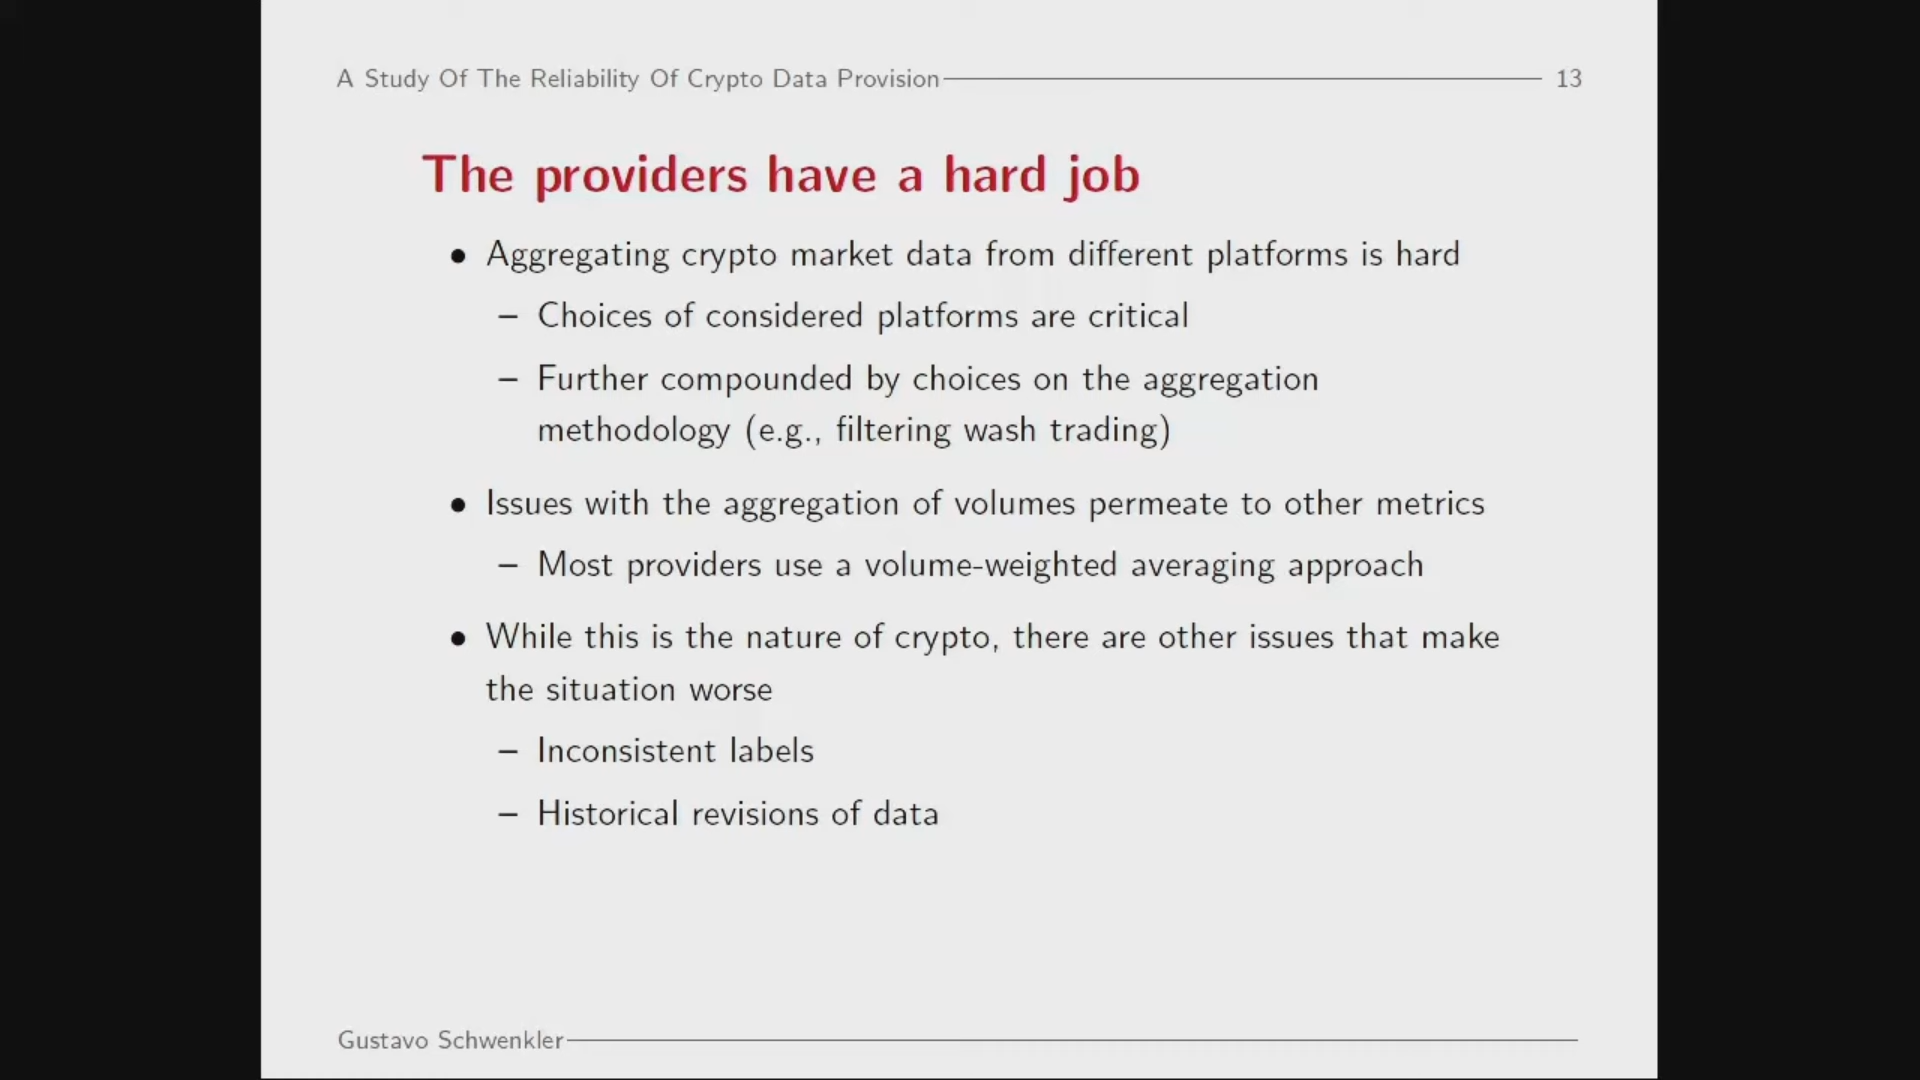 A Study Of The Reliability Of Crypto Data Provision 13
The providers have a hard job
• Aggregating crypto market data from different platforms is hard
– Choices of considered platforms are critical
– Further compounded by choices on the aggregation
methodology (e.g., filtering wash trading)
• Issues with the aggregation of volumes permeate to other metrics
– Most providers use a volume-weighted averaging approach
• While this is the nature of crypto, there are other issues that make
the situation worse
– Inconsistent labels
– Historical revisions of data
Gustavo Schwenkler